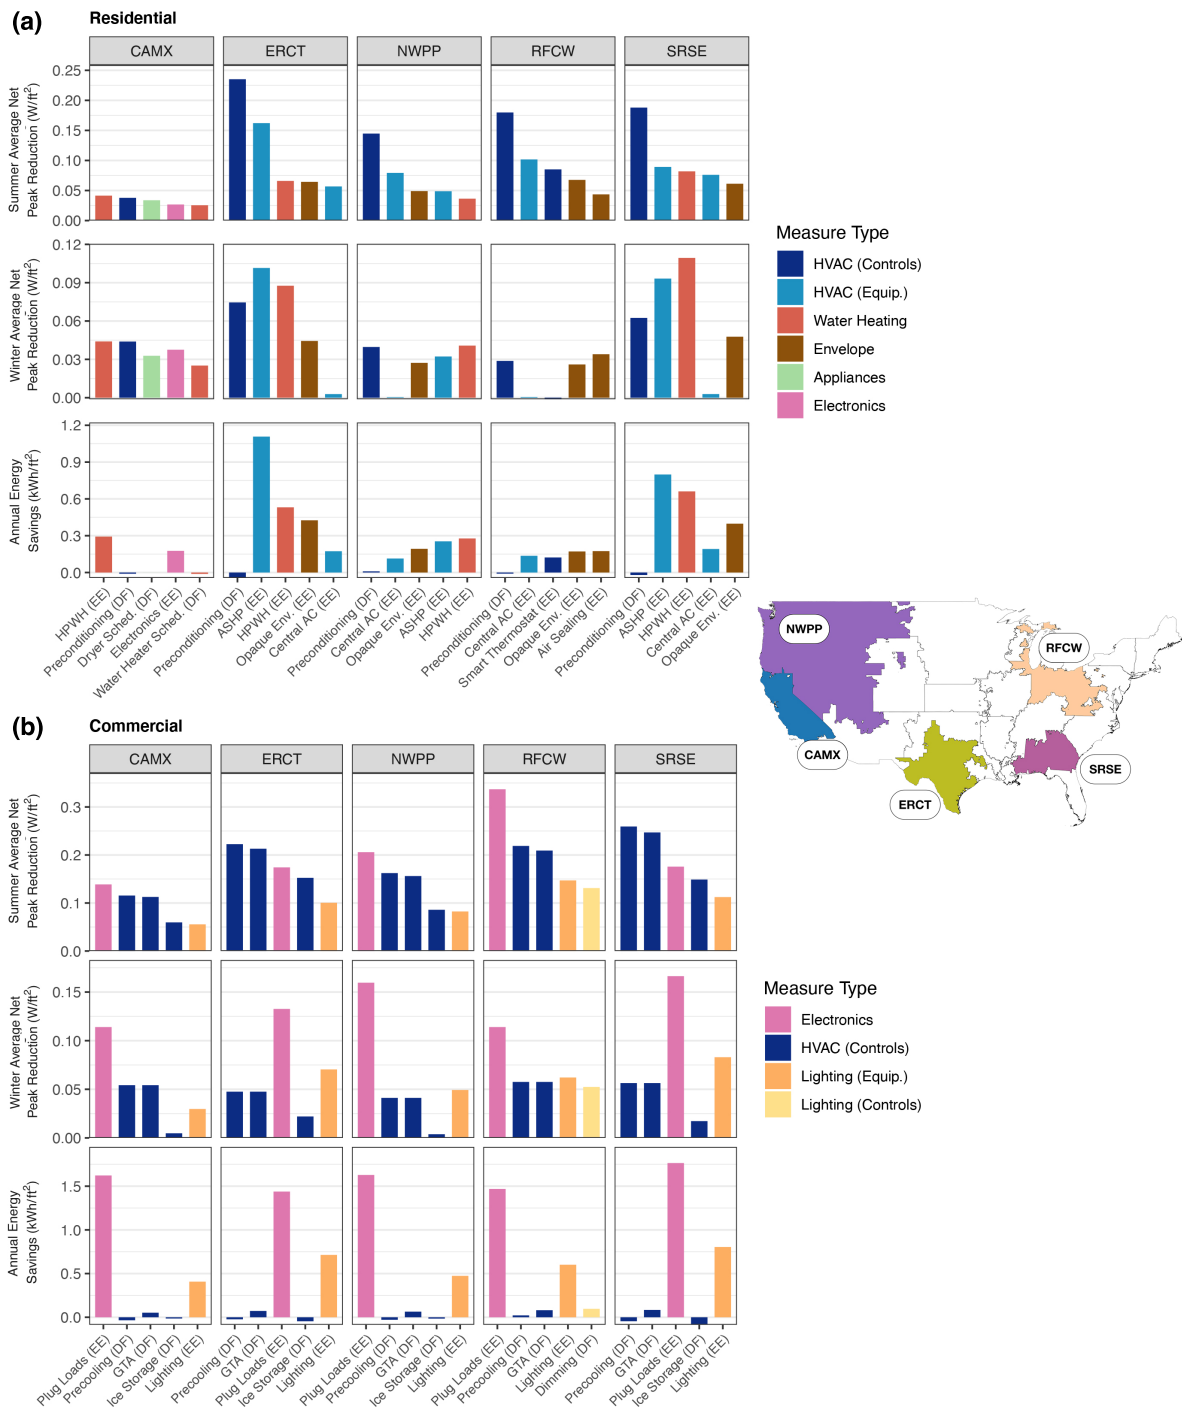 (a)
Residential
CAMX
ERCT
NWPP
RFCW
SRSE
Summer Average Net
Peak Reduction (W/ft²)
0.25
0.20
0.15
0.10
0.05
0.00
Winter Average Net
Peak Reduction (W/ft²)
0.12
0.09
0.06
0.03
0.00
Annual Energy
Savings (kWh/ft²)
1.2
0.9
0.6
0.3
0.0
HPWH (EE)
Preconditioning (DF)
Dryer Sched. (DF)
Electronics (EE)
Water Heater Sched. (DF)
Preconditioning (DF)
ASHP (EE)
HPWH (EE)
Opaque Env. (EE)
Central AC (EE)
Preconditioning (DF)
Central AC (EE)
Opaque Env. (EE)
ASHP (EE)
HPWH (EE)
Preconditioning (DF)
Central AC (EE)
Smart Thermostat (EE)
Opaque Env. (EE)
Air Sealing (EE)
Preconditioning (DF)
ASHP (EE)
HPWH (EE)
Central AC (EE)
Opaque Env. (EE)
Measure Type
HVAC (Controls)
HVAC (Equip.)
Water Heating
Envelope
Appliances
Electronics
NWPP
RFCW
CAMX
SRSE
ERCT
(b)
Commercial
CAMX
ERCT
NWPP
RFCW
SRSE
Summer Average Net
Peak Reduction (W/ft²)
0.3
0.2
0.1
0.0
Winter Average Net
Peak Reduction (W/ft²)
0.15
0.10
0.05
0.00
Annual Energy
Savings (kWh/ft²)
1.5
1.0
0.5
0.0
Plug Loads (EE)
Precooling (DF)
GTA (DF)
Ice Storage (DF)
Lighting (EE)
Precooling (DF)
GTA (DF)
Plug Loads (EE)
Ice Storage (DF)
Lighting (EE)
Plug Loads (EE)
Precooling (DF)
GTA (DF)
Ice Storage (DF)
Lighting (EE)
Plug Loads (EE)
Precooling (DF)
GTA (DF)
Lighting (EE)
Dimming (DF)
Precooling (DF)
GTA (DF)
Plug Loads (EE)
Ice Storage (DF)
Lighting (EE)
Measure Type
Electronics
HVAC (Controls)
Lighting (Equip.)
Lighting (Controls)